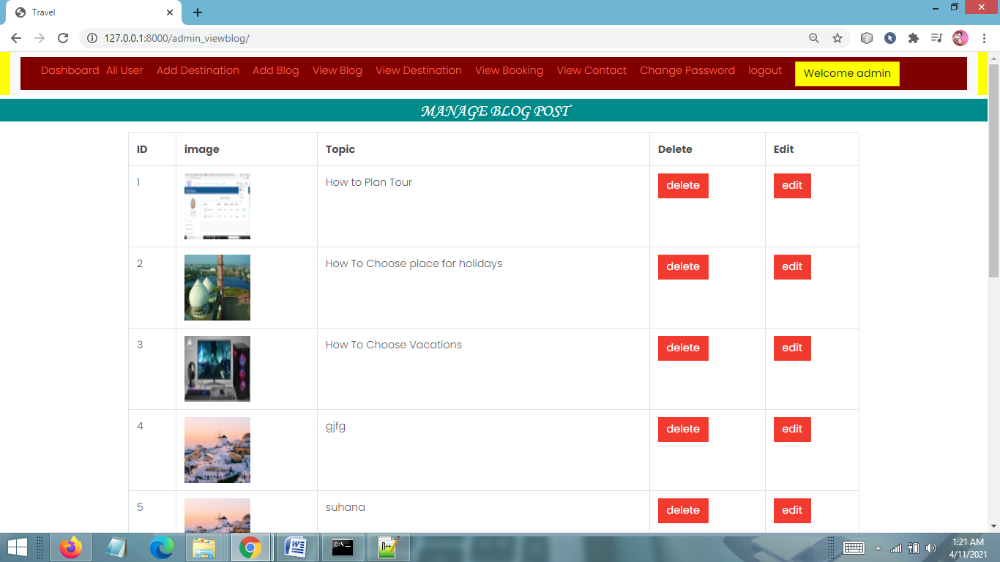 Travel
127.0.0.1:8000/admin_viewblog/
Dashboard All User Add Destination Add Blog View Blog View Destination View Booking View Contact Change Password logout Welcome admin
MANAGE BLOG POST
ID image Topic Delete Edit
1 How to Plan Tour delete edit
2 How To Choose place for holidays delete edit
3 How To Choose Vacations delete edit
4 gjfg delete edit
5 suhana delete edit
1:21 AM
4/11/2021